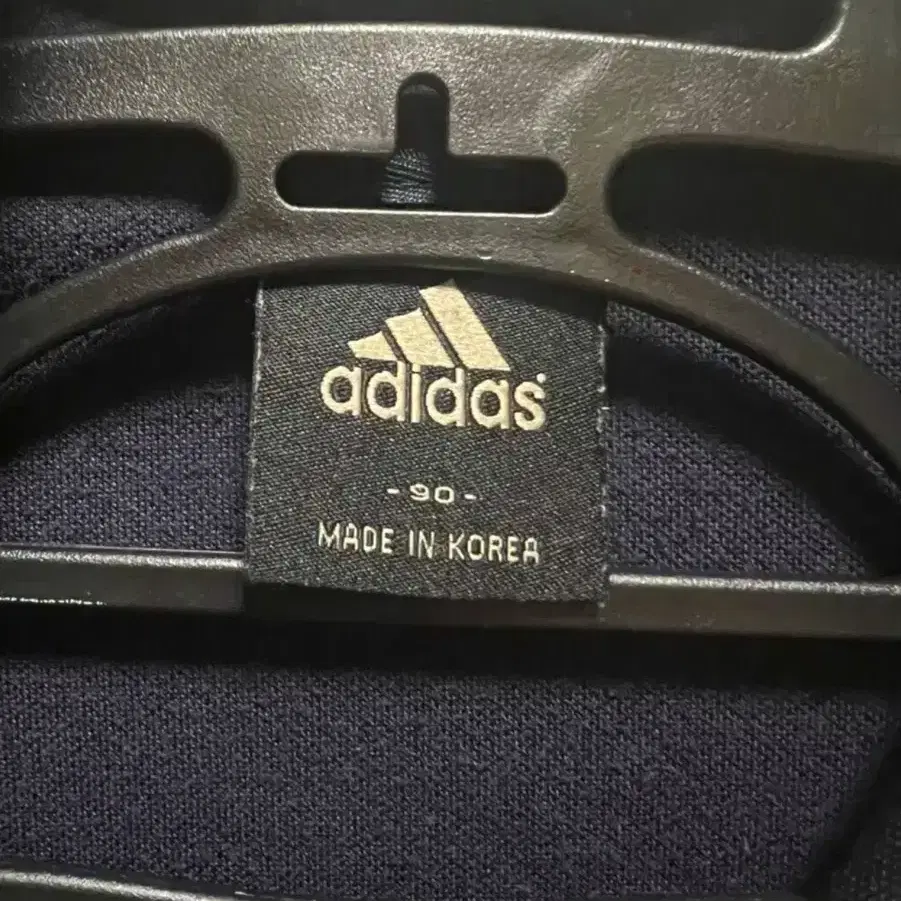 adidas
- 90 -
MADE IN KOREA